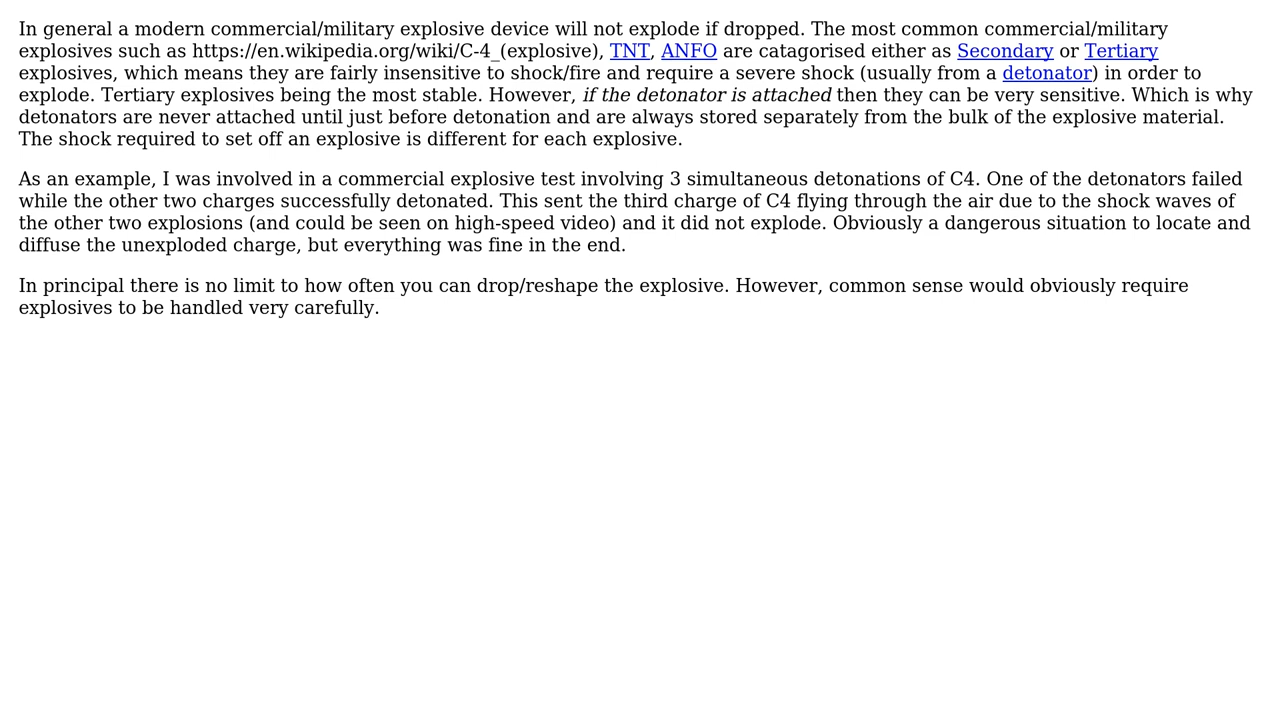 In general a modern commercial/military explosive device will not explode if dropped. The most common commercial/military
explosives such as https://en.wikipedia.org/wiki/C-4_(explosive), TNT, ANFO are catagorised either as Secondary or Tertiary
explosives, which means they are fairly insensitive to shock/fire and require a severe shock (usually from a detonator) in order to
explode. Tertiary explosives being the most stable. However, if the detonator is attached then they can be very sensitive. Which is why
detonators are never attached until just before detonation and are always stored separately from the bulk of the explosive material.
The shock required to set off an explosive is different for each explosive.
As an example, I was involved in a commercial explosive test involving 3 simultaneous detonations of C4. One of the detonators failed
while the other two charges successfully detonated. This sent the third charge of C4 flying through the air due to the shock waves of
the other two explosions (and could be seen on high-speed video) and it did not explode. Obviously a dangerous situation to locate and
diffuse the unexploded charge, but everything was fine in the end.
In principal there is no limit to how often you can drop/reshape the explosive. However, common sense would obviously require
explosives to be handled very carefully.